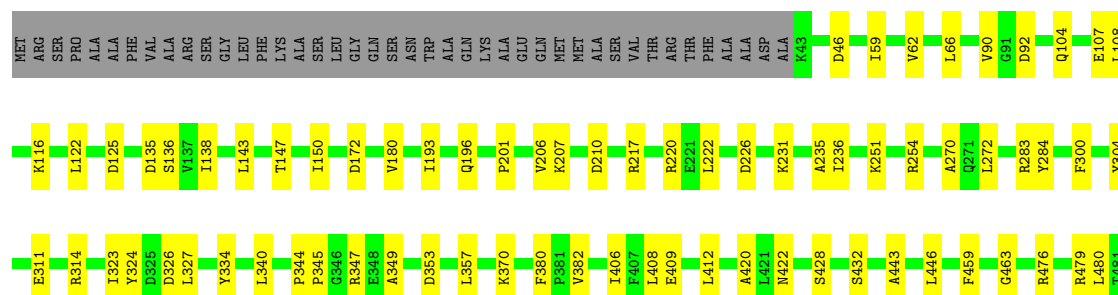 MET ARG SER PRO ALA ALA PHE VAL ALA ARG SER GLY LEU PHE LYS ALA SER LEU GLY GLN SER ASN TRP ALA GLN LYS ALA GLU GLN MET MET ALA SER VAL THR ARG THR PHE ALA ALA ASP ALA K43 D46 I59 V62 L66 V90 G91 D92 Q104 E107 L108
K116 L122 D125 D135 S136 V137 I138 L143 T147 I150 D172 V180 I193 Q196 P201 V206 K207 D210 R217 R220 E221 L222 D226 K231 A235 I236 K251 R254 A270 Q271 L272 R283 Y284 F300 Y304
E311 R314 I323 Y324 D325 D326 L327 Y334 L340 P344 P345 G346 R347 E348 A349 D353 L357 K370 F380 P381 V382 I406 F407 L408 E409 L412 A420 L421 N422 S428 S432 A443 L446 F459 G463 R476 R479 L480 T481